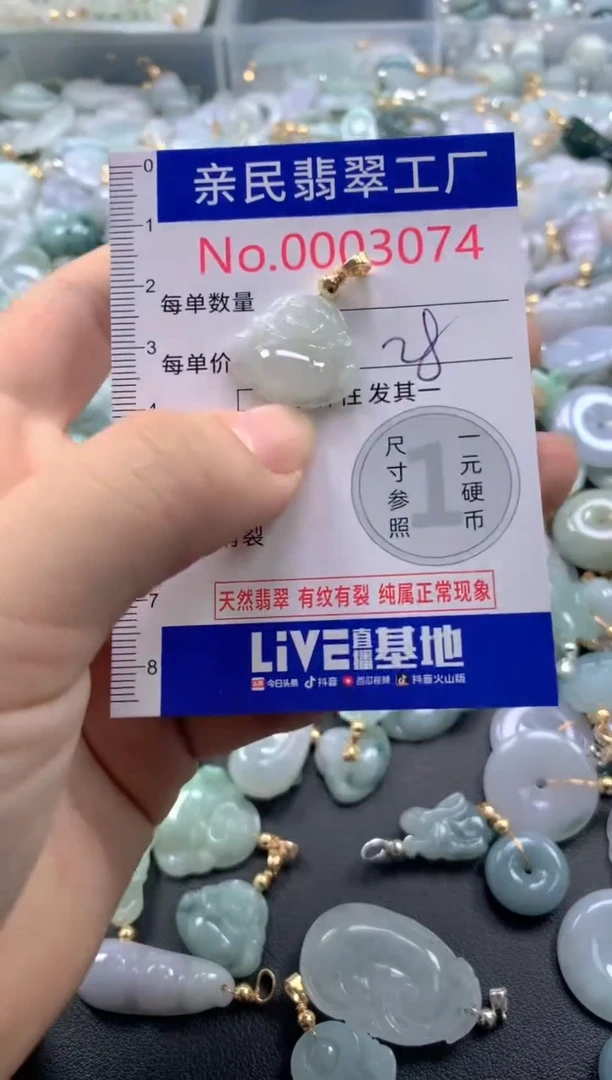 亲民翡翠工厂
No.0003074
每单数量
每单价
28
发其一
尺寸参照
1
一元硬币
有裂
天然翡翠 有纹有裂 纯属正常现象
LiVE直播基地
今日头条 抖音 西瓜视频 抖音火山版
0
1
2
3
4
7
8